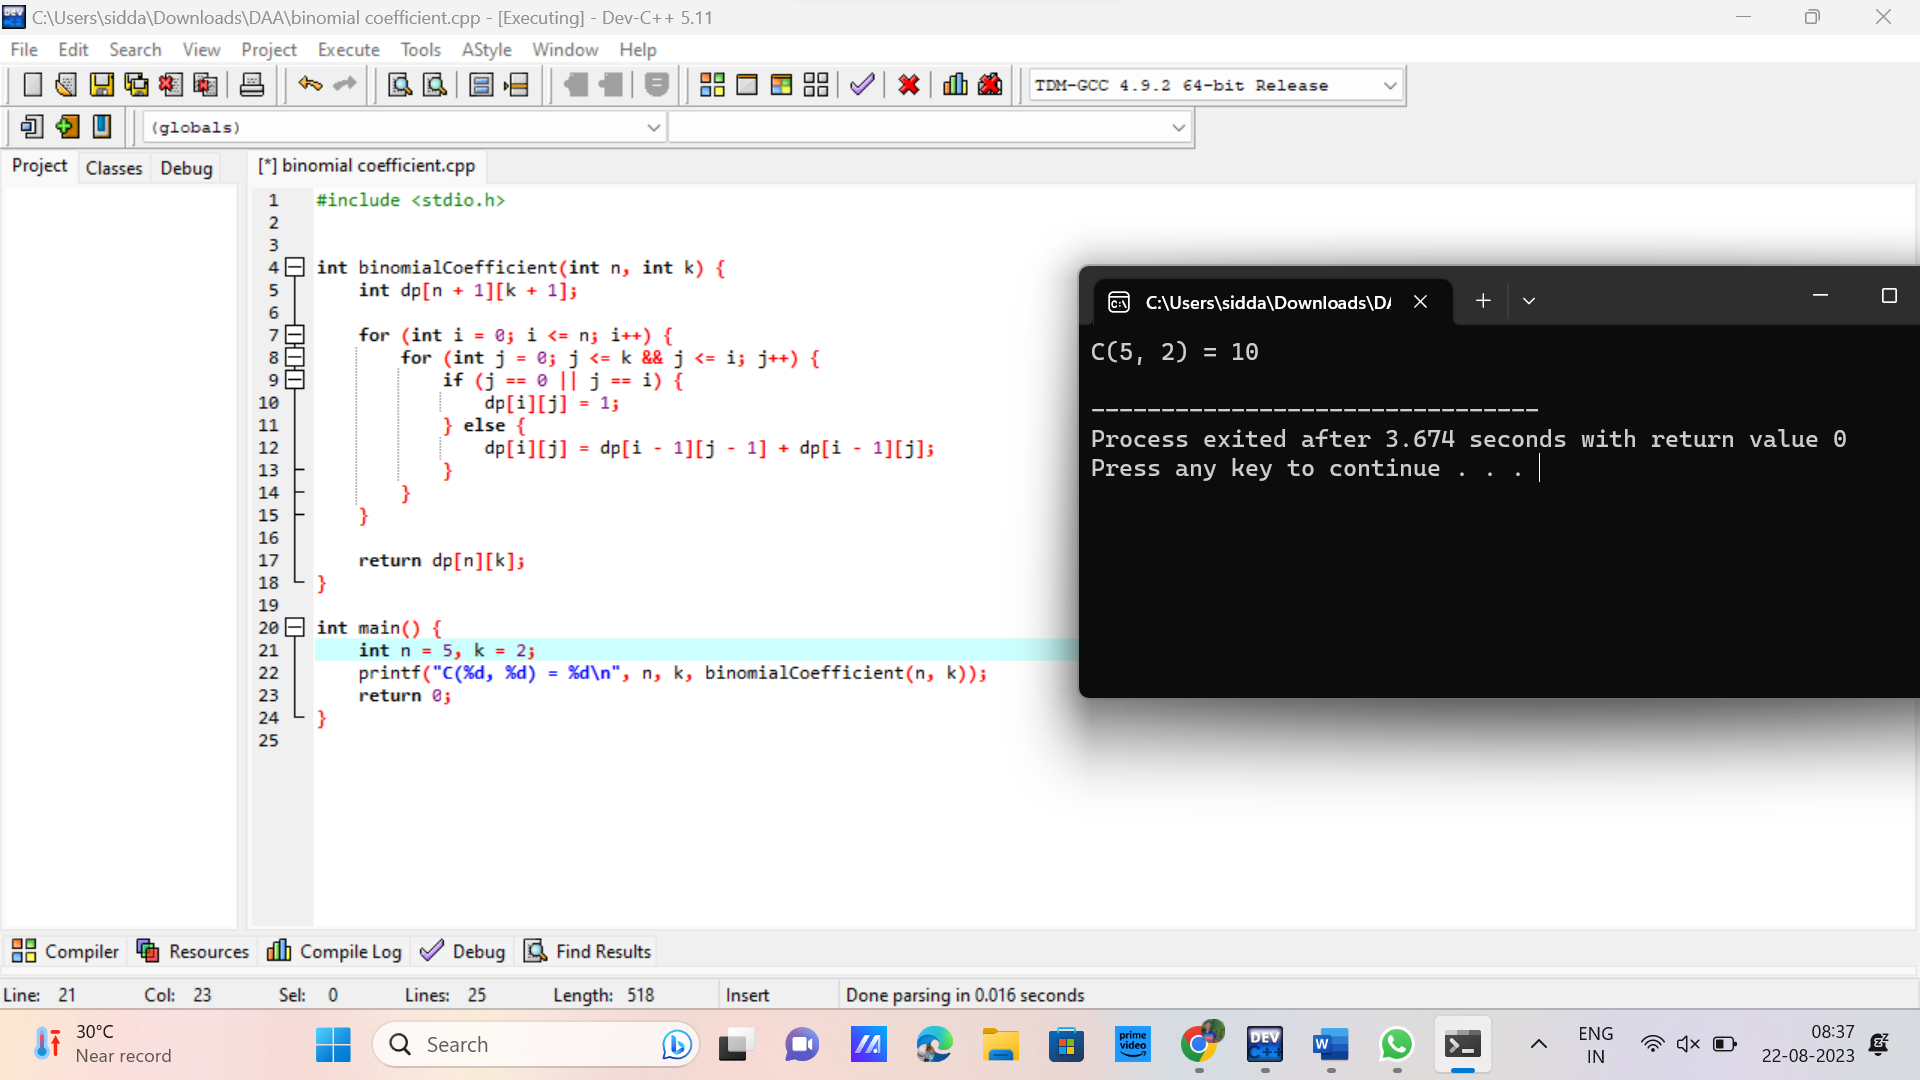 C:\Users\sidda\Downloads\DAA\binomial coefficient.cpp - [Executing] - Dev-C++ 5.11
File Edit Search View Project Execute Tools AStyle Window Help
TDM-GCC 4.9.2 64-bit Release
(globals)
Project Classes Debug [*] binomial coefficient.cpp
1 #include <stdio.h>
2
3
4 int binomialCoefficient(int n, int k) {
5 int dp[n + 1][k + 1];
6
7 for (int i = 0; i <= n; i++) {
8 for (int j = 0; j <= k && j <= i; j++) {
9 if (j == 0 || j == i) {
10 dp[i][j] = 1;
11 } else {
12 dp[i][j] = dp[i - 1][j - 1] + dp[i - 1][j];
13 }
14 }
15 }
16
17 return dp[n][k];
18 }
19
20 int main() {
21 int n = 5, k = 2;
22 printf("C(%d, %d) = %d\n", n, k, binomialCoefficient(n, k));
23 return 0;
24 }
25
C:\Users\sidda\Downloads\DA
C(5, 2) = 10
--------------------------------
Process exited after 3.674 seconds with return value 0
Press any key to continue . . .
Compiler Resources Compile Log Debug Find Results
Line: 21 Col: 23 Sel: 0 Lines: 25 Length: 518 Insert Done parsing in 0.016 seconds
30°C
Near record
Search
prime video
DEV C++
W
ENG
IN
08:37
22-08-2023